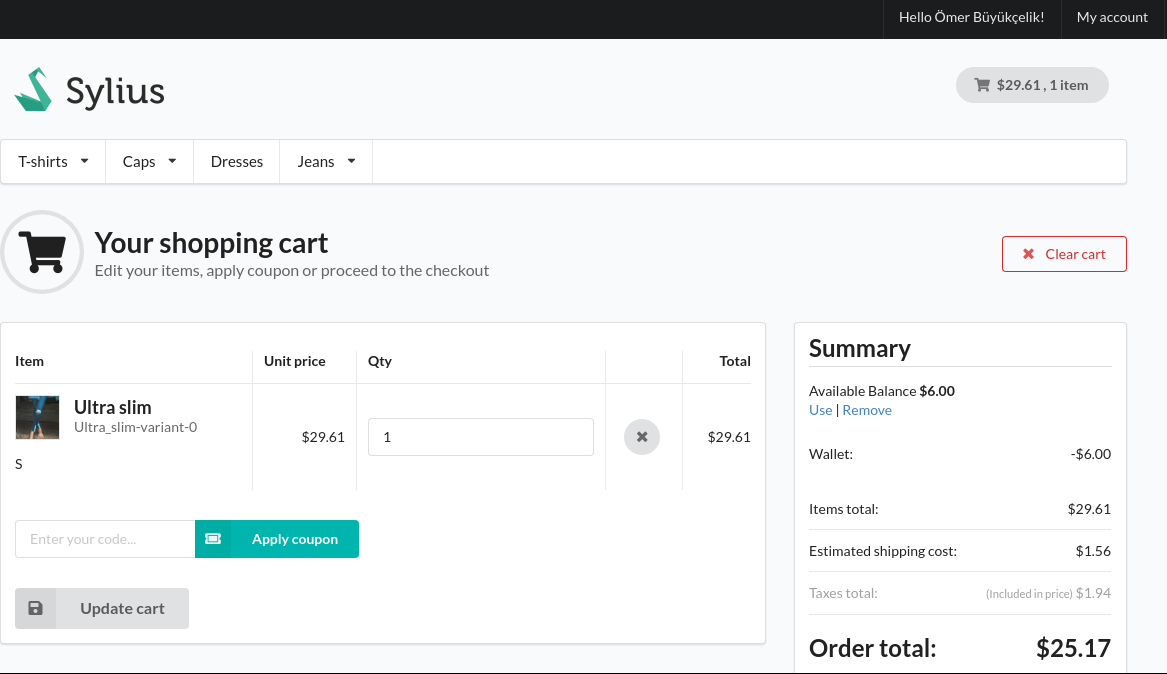 Hello Ömer Büyükçelik! My account
Sylius
$29.61 , 1 item
T-shirts Caps Dresses Jeans
Your shopping cart
Edit your items, apply coupon or proceed to the checkout
Clear cart
Item Unit price Qty Total
Ultra slim
Ultra_slim-variant-0
$29.61 1 $29.61
S
Enter your code... Apply coupon
Update cart
Summary
Available Balance $6.00
Use | Remove
Wallet: -$6.00
Items total: $29.61
Estimated shipping cost: $1.56
Taxes total: (Included in price) $1.94
Order total: $25.17